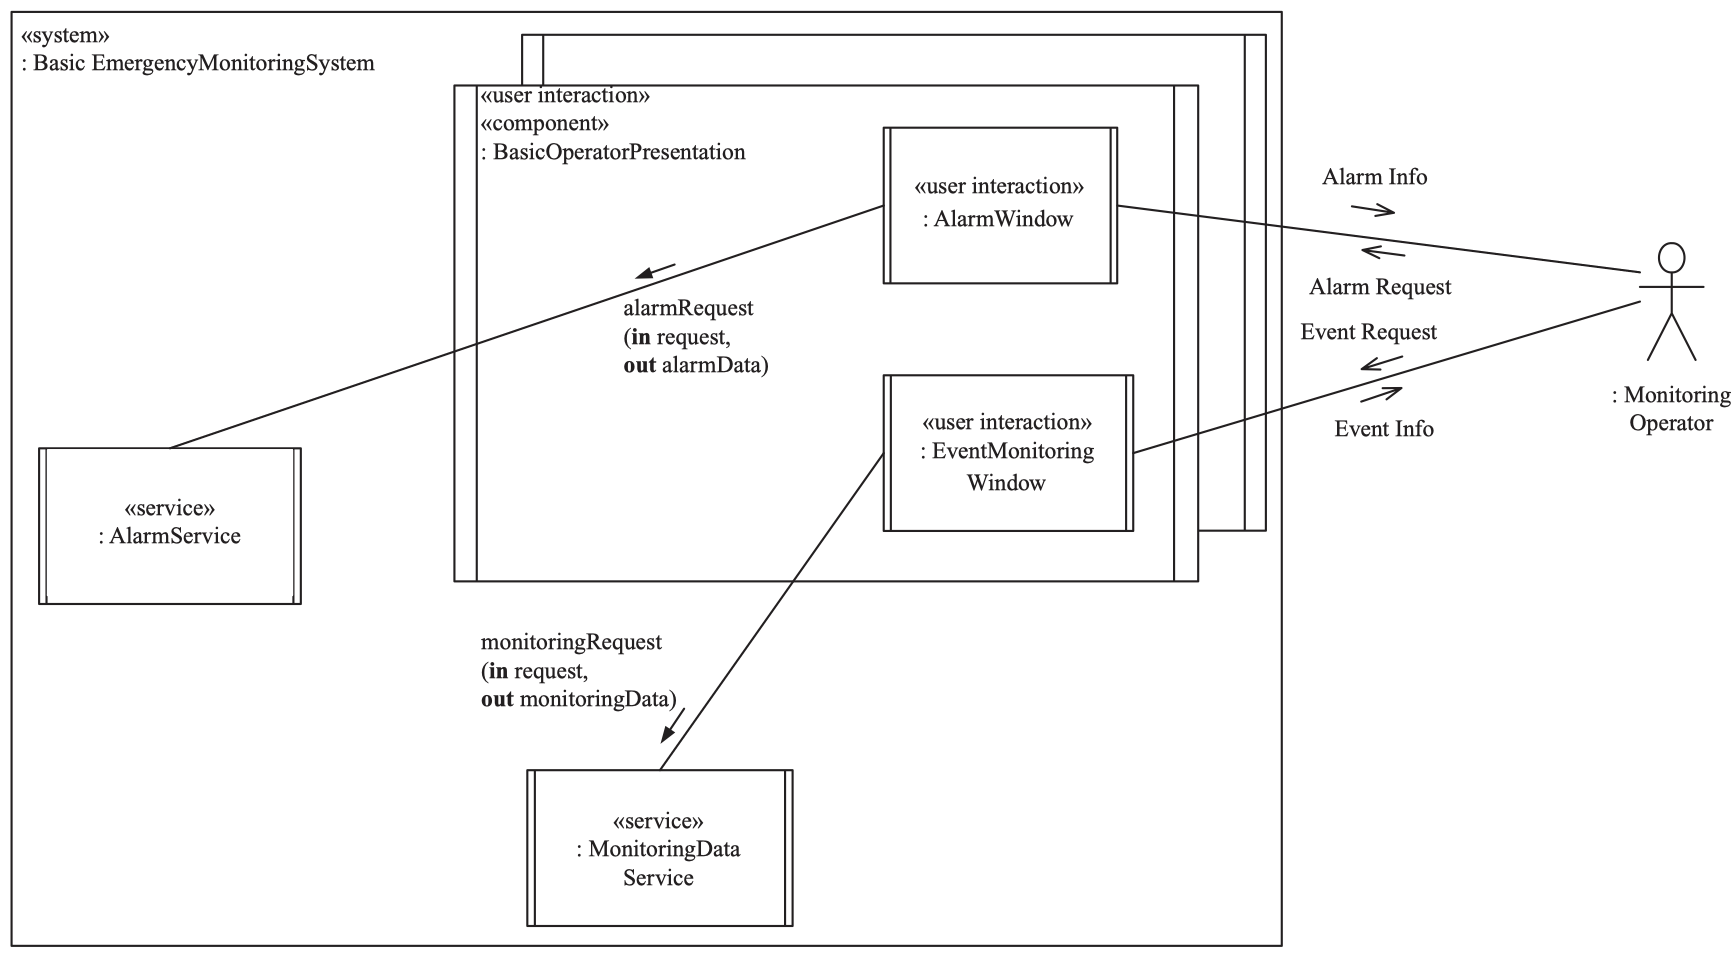 «system»
: Basic EmergencyMonitoringSystem
«user interaction»
«component»
: BasicOperatorPresentation
«user interaction»
: AlarmWindow
Alarm Info
Alarm Request
alarmRequest
(in request,
out alarmData)
Event Request
Event Info
: Monitoring
Operator
«user interaction»
: EventMonitoring
Window
«service»
: AlarmService
monitoringRequest
(in request,
out monitoringData)
«service»
: MonitoringData
Service